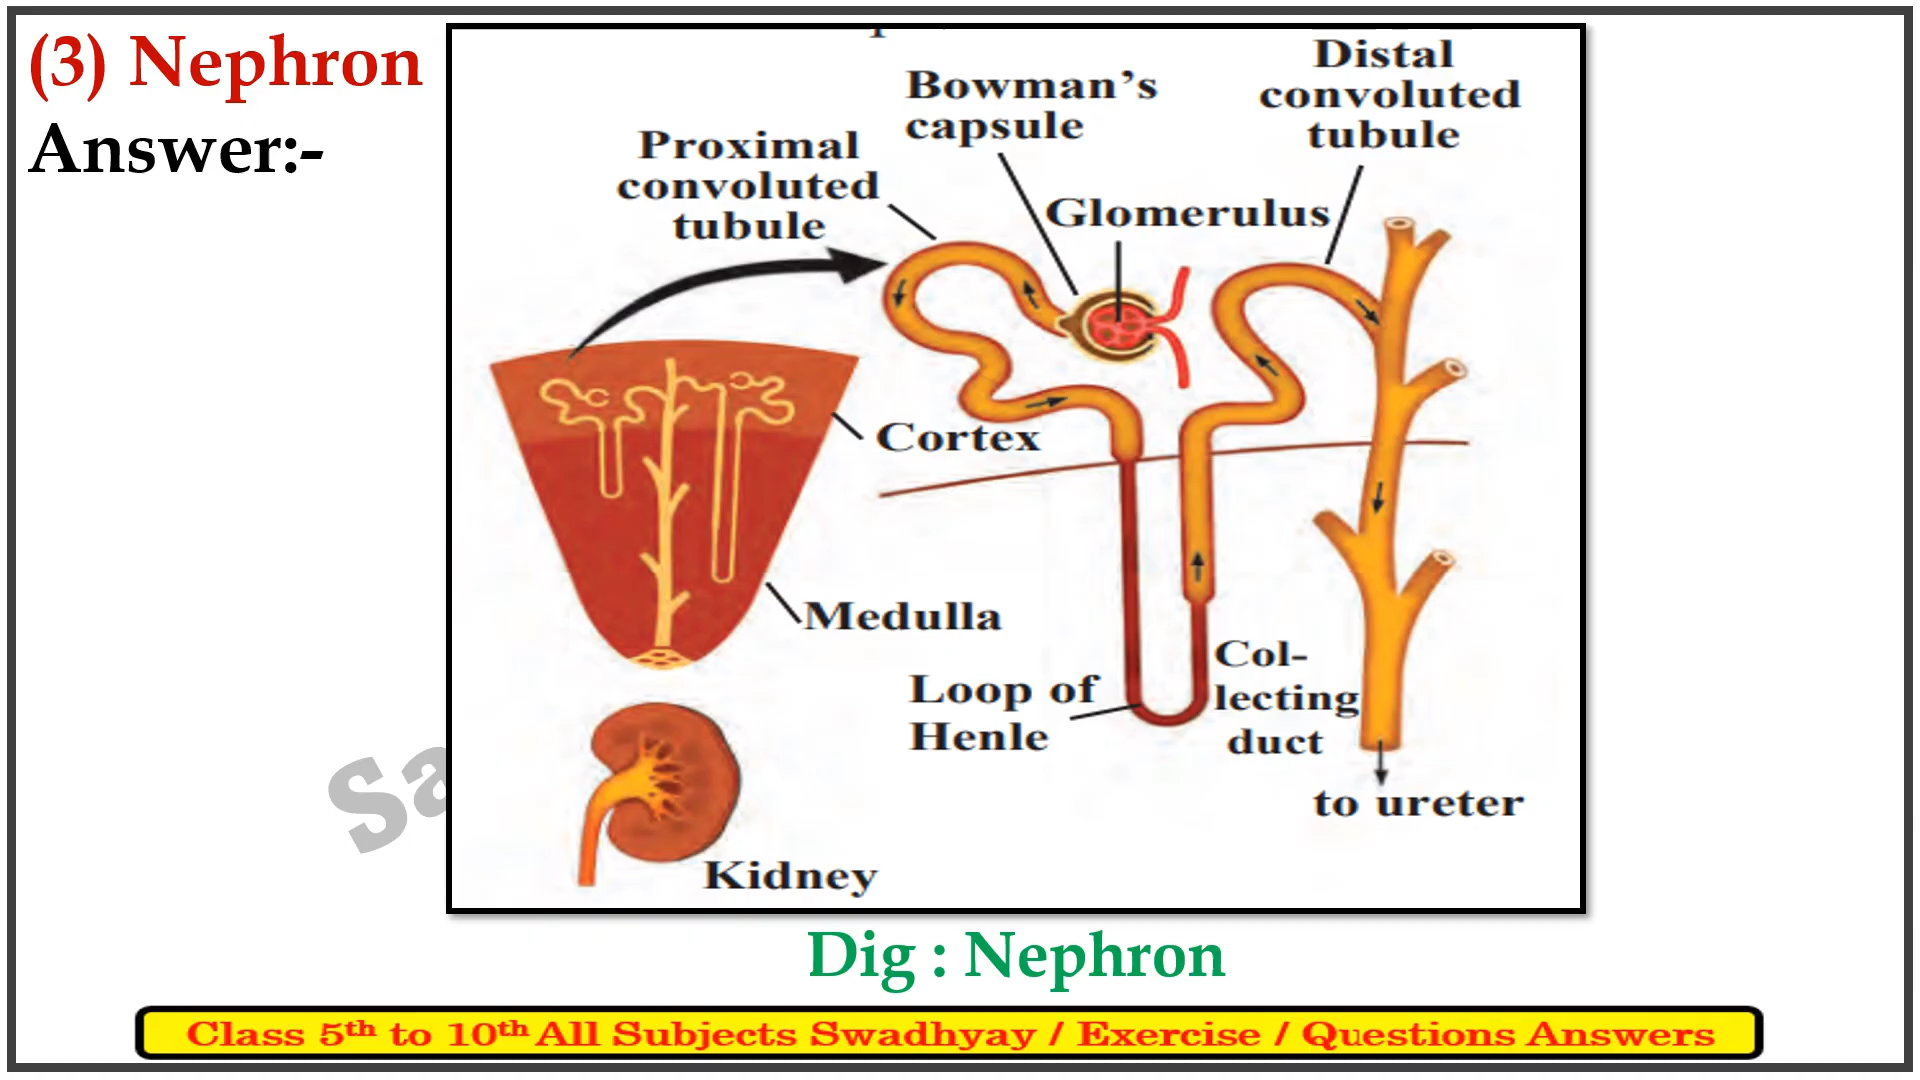 (3) Nephron
Answer:-
Distal
convoluted
tubule
Bowman's
capsule
Proximal
convoluted
tubule
Glomerulus
Cortex
Medulla
Loop of
Henle
Col-
lecting
duct
to ureter
Kidney
Dig : Nephron
Class 5th to 10th All Subjects Swadhyay / Exercise / Questions Answers